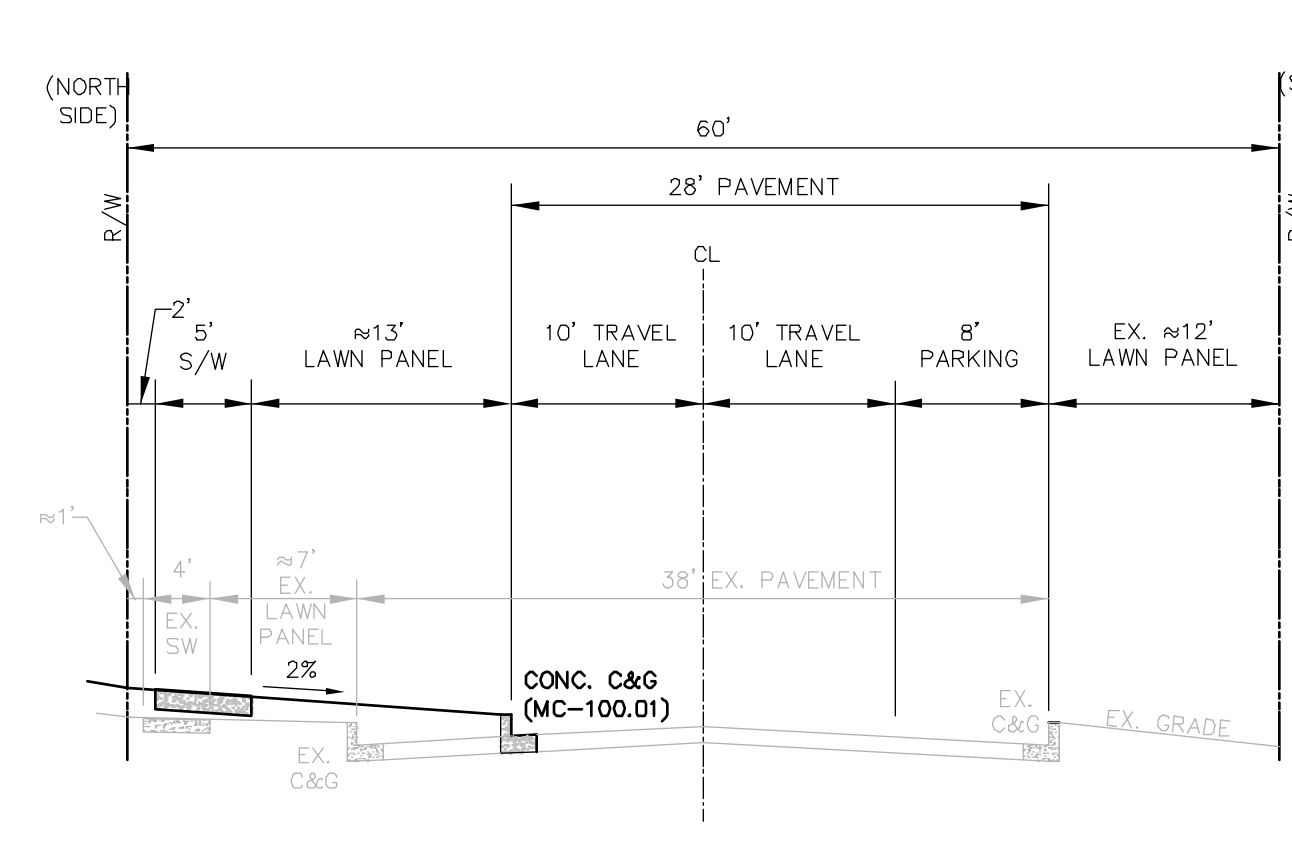 (NORTH
SIDE)
(S
60'
28' PAVEMENT
R/W
R/W
CL
2'
5'
S/W
≈13'
LAWN PANEL
10' TRAVEL
LANE
10' TRAVEL
LANE
8'
PARKING
EX. ≈12'
LAWN PANEL
≈1'
4'
EX.
SW
≈7'
EX.
LAWN
PANEL
38' EX. PAVEMENT
2%
CONC. C&G
(MC-100.01)
EX.
C&G
EX.
C&G
EX. GRADE